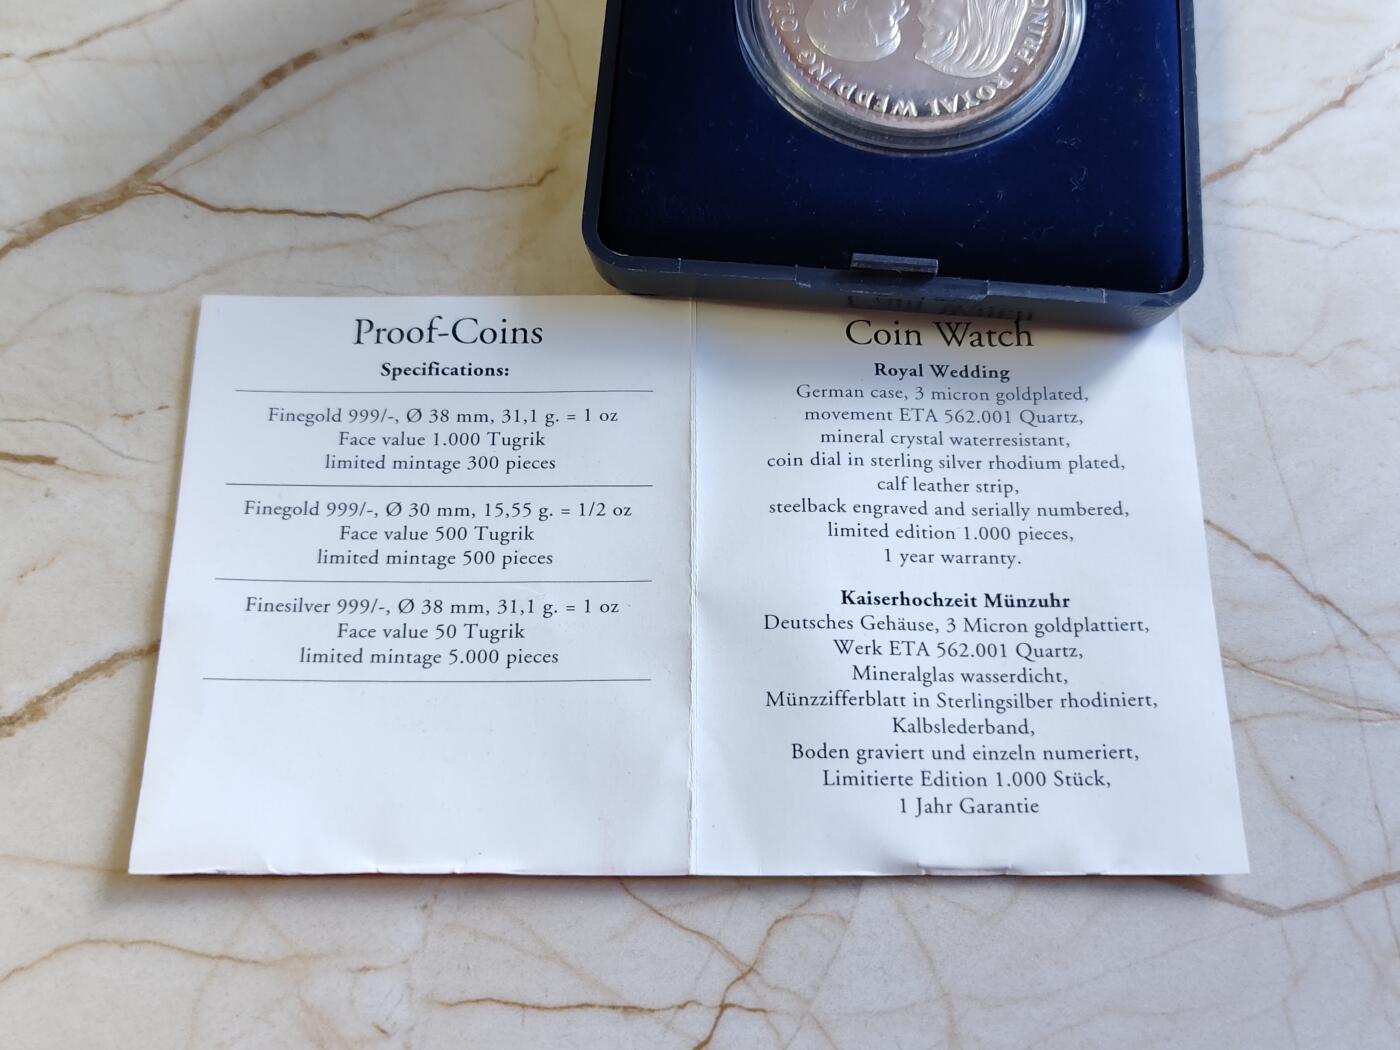 ROYAL WEDDING
Proof-Coins
Specifications:
Finegold 999/-, Ø 38 mm, 31,1 g. = 1 oz
Face value 1.000 Tugrik
limited mintage 300 pieces
Finegold 999/-, Ø 30 mm, 15,55 g. = 1/2 oz
Face value 500 Tugrik
limited mintage 500 pieces
Finesilver 999/-, Ø 38 mm, 31,1 g. = 1 oz
Face value 50 Tugrik
limited mintage 5.000 pieces
Coin Watch
Royal Wedding
German case, 3 micron goldplated,
movement ETA 562.001 Quartz,
mineral crystal waterresistant,
coin dial in sterling silver rhodium plated,
calf leather strip,
steelback engraved and serially numbered,
limited edition 1.000 pieces,
1 year warranty.
Kaiserhochzeit Münzuhr
Deutsches Gehäuse, 3 Micron goldplattiert,
Werk ETA 562.001 Quartz,
Mineralglas wasserdicht,
Münzzifferblatt in Sterlingsilber rhodiniert,
Kalbslederband,
Boden graviert und einzeln numeriert,
Limitierte Edition 1.000 Stück,
1 Jahr Garantie